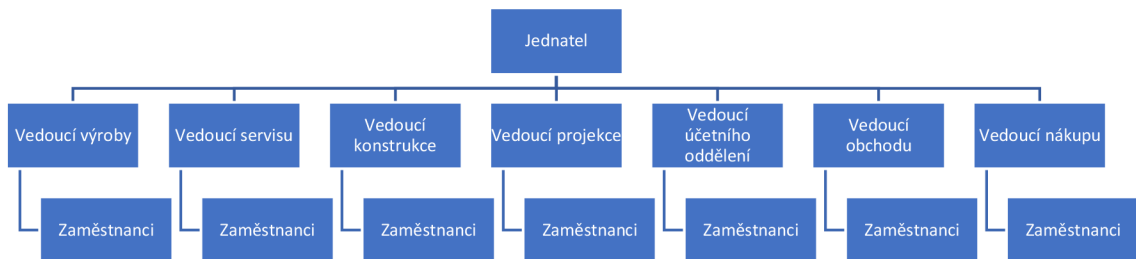 Jednatel
Vedoucí výroby
Vedoucí servisu
Vedoucí
konstrukce
Vedoucí projekce
Vedoucí
účetního
oddělení
Vedoucí
obchodu
Vedoucí nákupu
Zaměstnanci
Zaměstnanci
Zaměstnanci
Zaměstnanci
Zaměstnanci
Zaměstnanci
Zaměstnanci